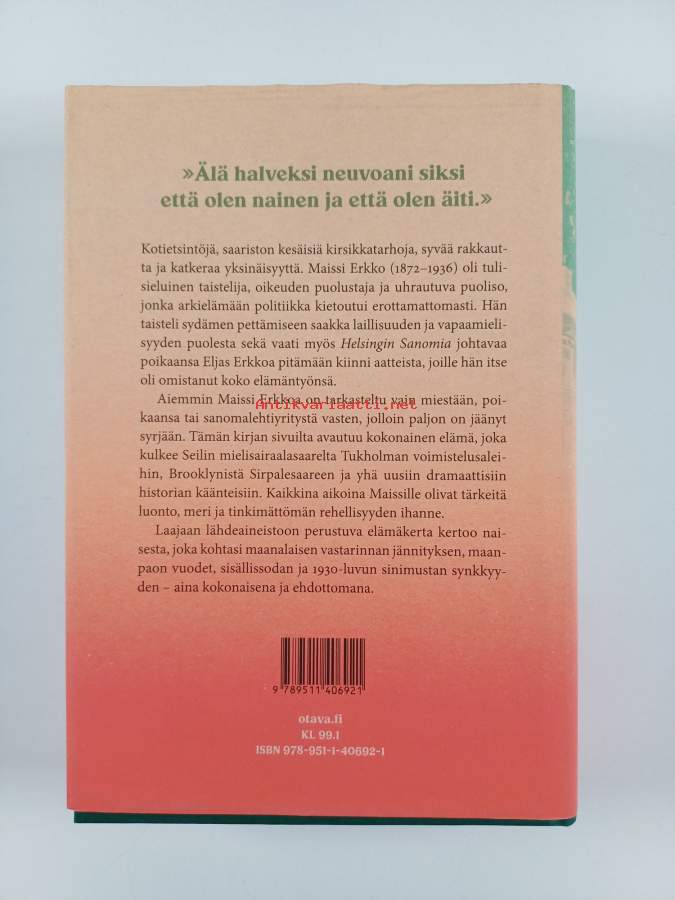 »Älä halveksi neuvoani siksi
että olen nainen ja että olen äiti.»
Kotietsintöjä, saariston kesäisiä kirsikkatarhoja, syvää rakkaut-
ta ja katkeraa yksinäisyyttä. Maissi Erkko (1872–1936) oli tuli-
sieluinen taistelija, oikeuden puolustaja ja uhrautuva puoliso,
jonka arkielämään politiikka kietoutui erottamattomasti. Hän
taisteli sydämen pettämiseen saakka laillisuuden ja vapaamieli-
syyden puolesta sekä vaati myös Helsingin Sanomia johtavaa
poikaansa Eljas Erkkoa pitämään kiinni aatteista, joille hän itse
oli omistanut koko elämäntyönsä.
Aiemmin Maissi Erkkoa on tarkasteltu vain miestään, poi-
Antikvariaatti.net
kaansa tai sanomalehtiyritystä vasten, jolloin paljon on jäänyt
syrjään. Tämän kirjan sivuilta avautuu kokonainen elämä, joka
kulkee Seilin mielisairaalasaarelta Tukholman voimistelusalei-
hin, Brooklynistä Sirpalesaareen ja yhä uusiin dramaattisiin
historian käänteisiin. Kaikkina aikoina Maissille olivat tärkeitä
luonto, meri ja tinkimättömän rehellisyyden ihanne.
Laajaan lähdeaineistoon perustuva elämäkerta kertoo nai-
sesta, joka kohtasi maanalaisen vastarinnan jännityksen, maan-
paon vuodet, sisällissodan ja 1930-luvun sinimustan synkkyy-
den – aina kokonaisena ja ehdottomana.
9 789511 406921
otava.fi
KL 99.1
ISBN 978-951-1-40692-1